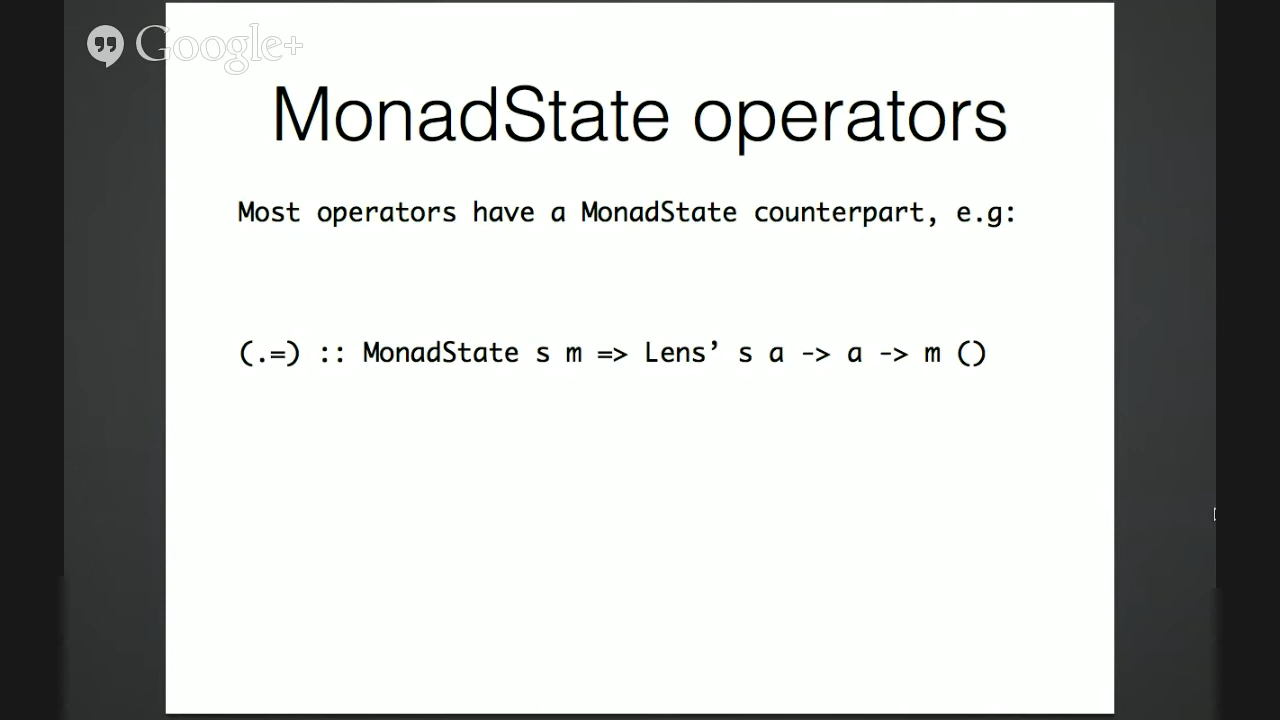 Google+
MonadState operators
Most operators have a MonadState counterpart, e.g:
(.=) :: MonadState s m => Lens’ s a -> a -> m ()